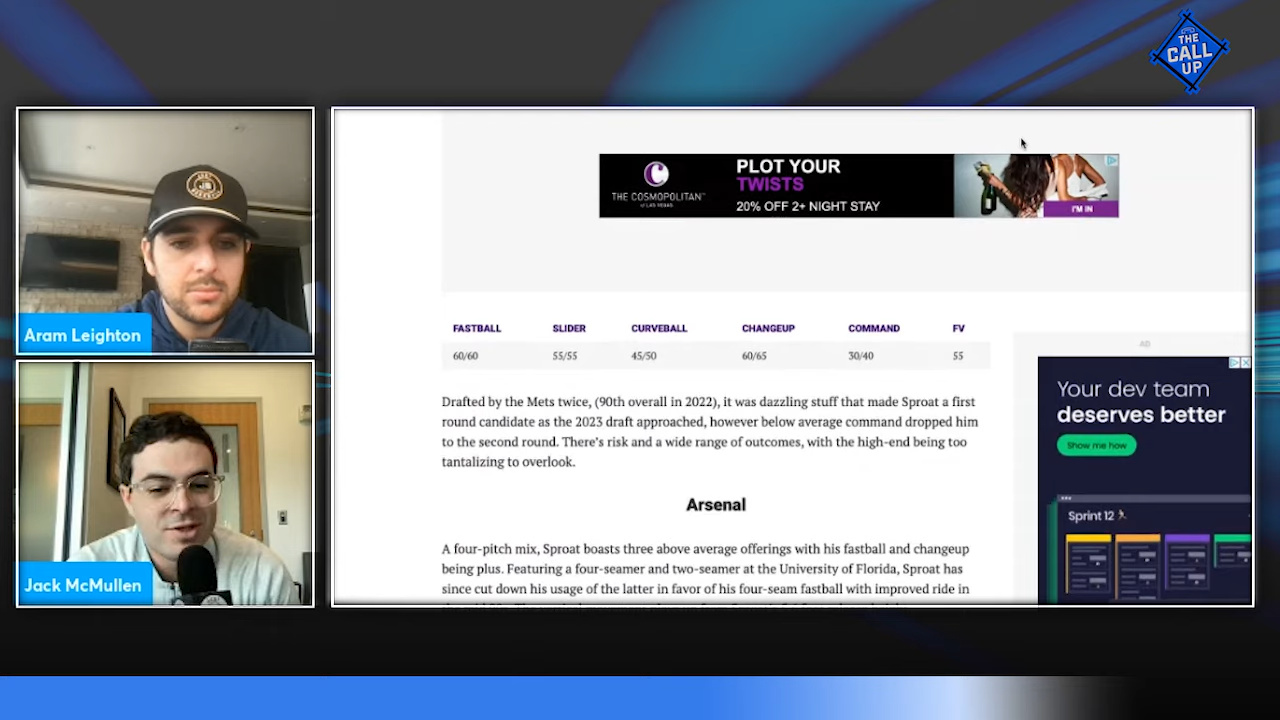 THE
CALL
UP
Aram Leighton
Jack McMullen
THE COSMOPOLITAN™
of LAS VEGAS
PLOT YOUR
TWISTS
20% OFF 2+ NIGHT STAY
I'M IN
FASTBALL SLIDER CURVEBALL CHANGEUP COMMAND FV
60/60 55/55 45/50 60/65 30/40 55
Drafted by the Mets twice, (90th overall in 2022), it was dazzling stuff that made Sproat a first
round candidate as the 2023 draft approached, however below average command dropped him
to the second round. There's risk and a wide range of outcomes, with the high-end being too
tantalizing to overlook.
Arsenal
A four-pitch mix, Sproat boasts three above average offerings with his fastball and changeup
being plus. Featuring a four-seamer and two-seamer at the University of Florida, Sproat has
since cut down his usage of the latter in favor of his four-seam fastball with improved ride in
AD
Your dev team
deserves better
Show me how
Sprint 12